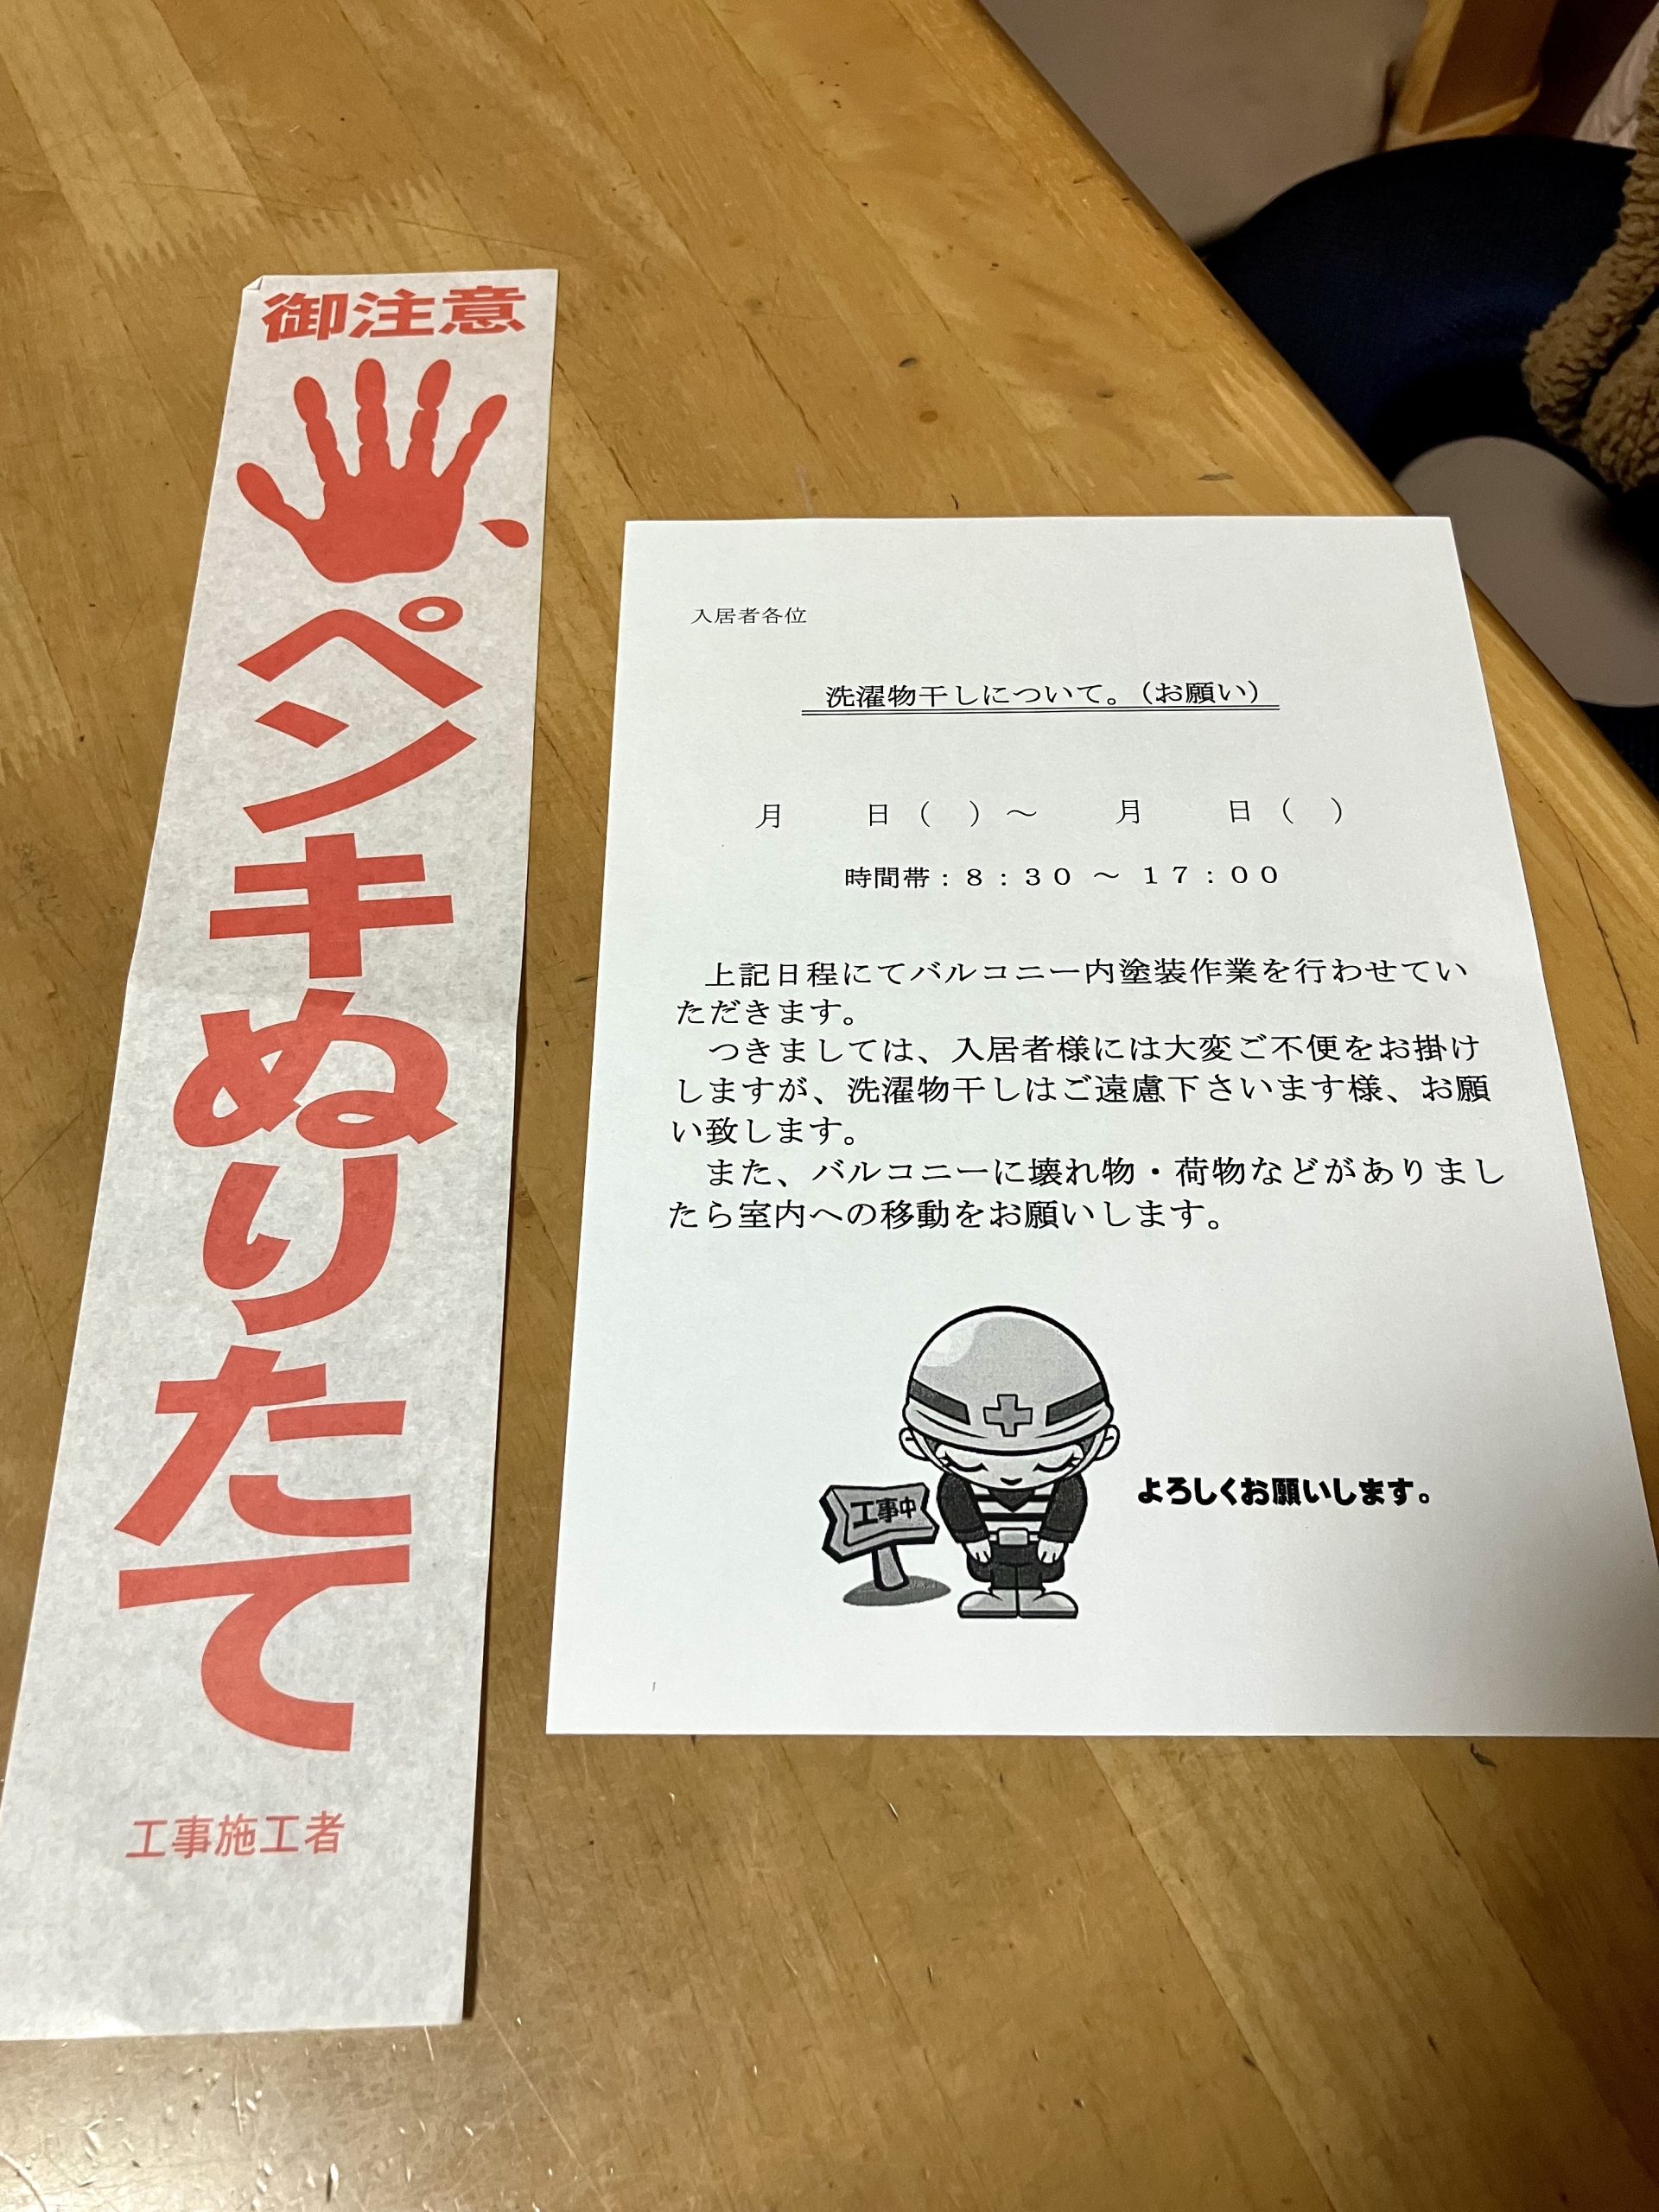 御注意
ペンキぬりたて
工事施工者
入居者各位
洗濯物干しについて。（お願い）
月　　日（　）～　　月　　日（　）
時間帯：８：３０ ～ １７：００
上記日程にてバルコニー内塗装作業を行わせてい
ただきます。
つきましては、入居者様には大変ご不便をお掛け
しますが、洗濯物干しはご遠慮下さいます様、お願
い致します。
また、バルコニーに壊れ物・荷物などがありまし
たら室内への移動をお願いします。
工事中
よろしくお願いします。